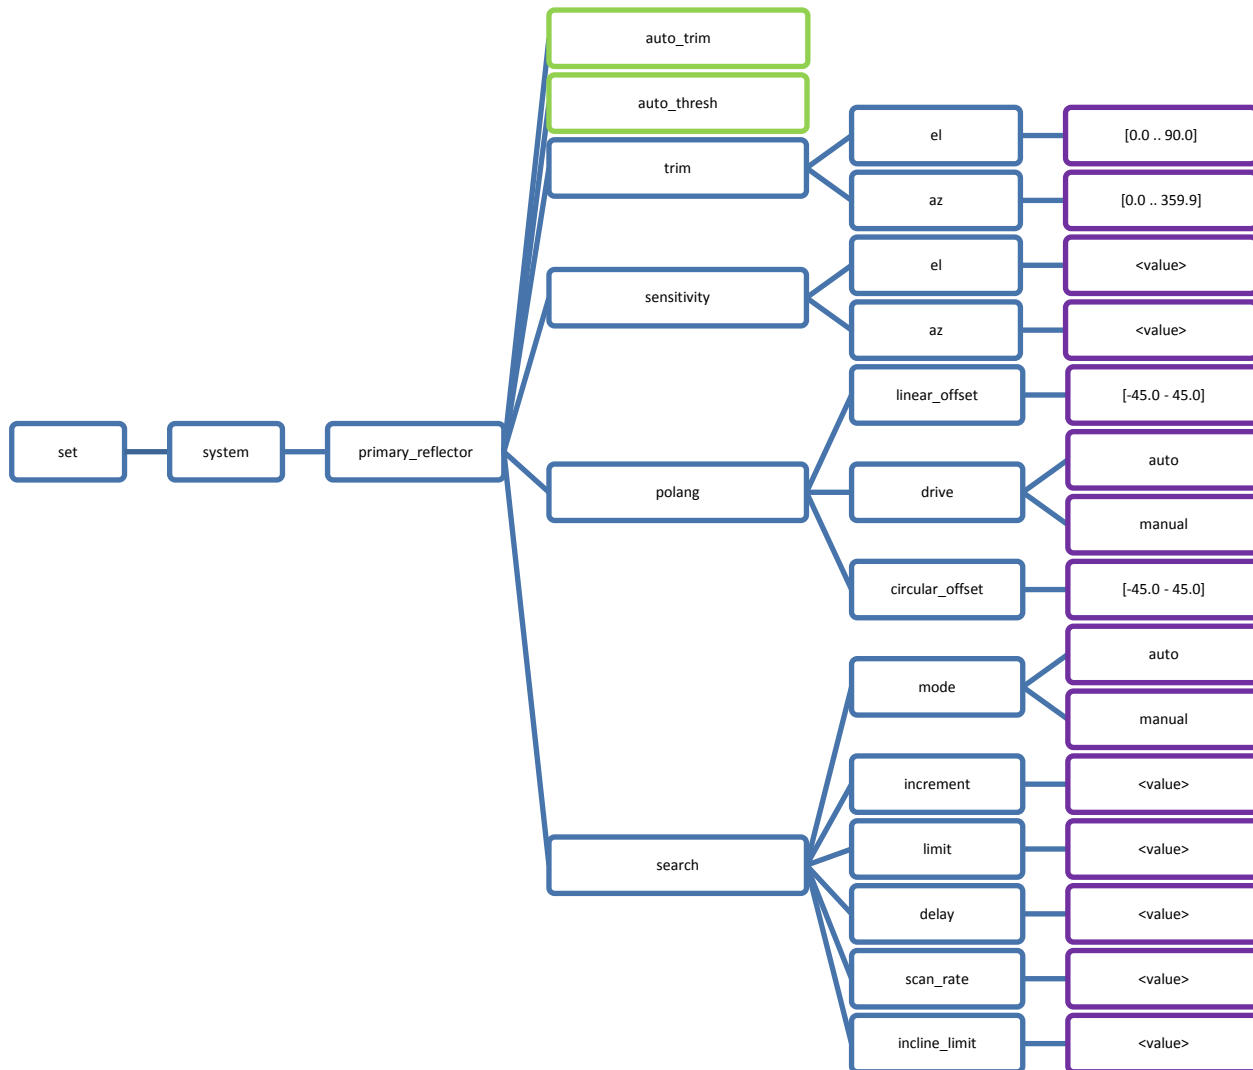 auto_trim
auto_thresh
trim
el
[0.0 .. 90.0]
az
[0.0 .. 359.9]
sensitivity
el
<value>
az
<value>
set
system
primary_reflector
polang
linear_offset
[-45.0 - 45.0]
drive
auto
manual
circular_offset
[-45.0 - 45.0]
search
mode
auto
manual
increment
<value>
limit
<value>
delay
<value>
scan_rate
<value>
incline_limit
<value>